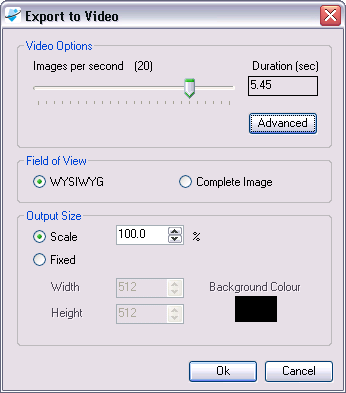 Export to Video
Video Options
Images per second (20) Duration (sec)
5.45
Advanced
Field of View
WYSIWYG Complete Image
Output Size
Scale 100.0 %
Fixed
Width 512 Background Colour
Height 512
Ok Cancel